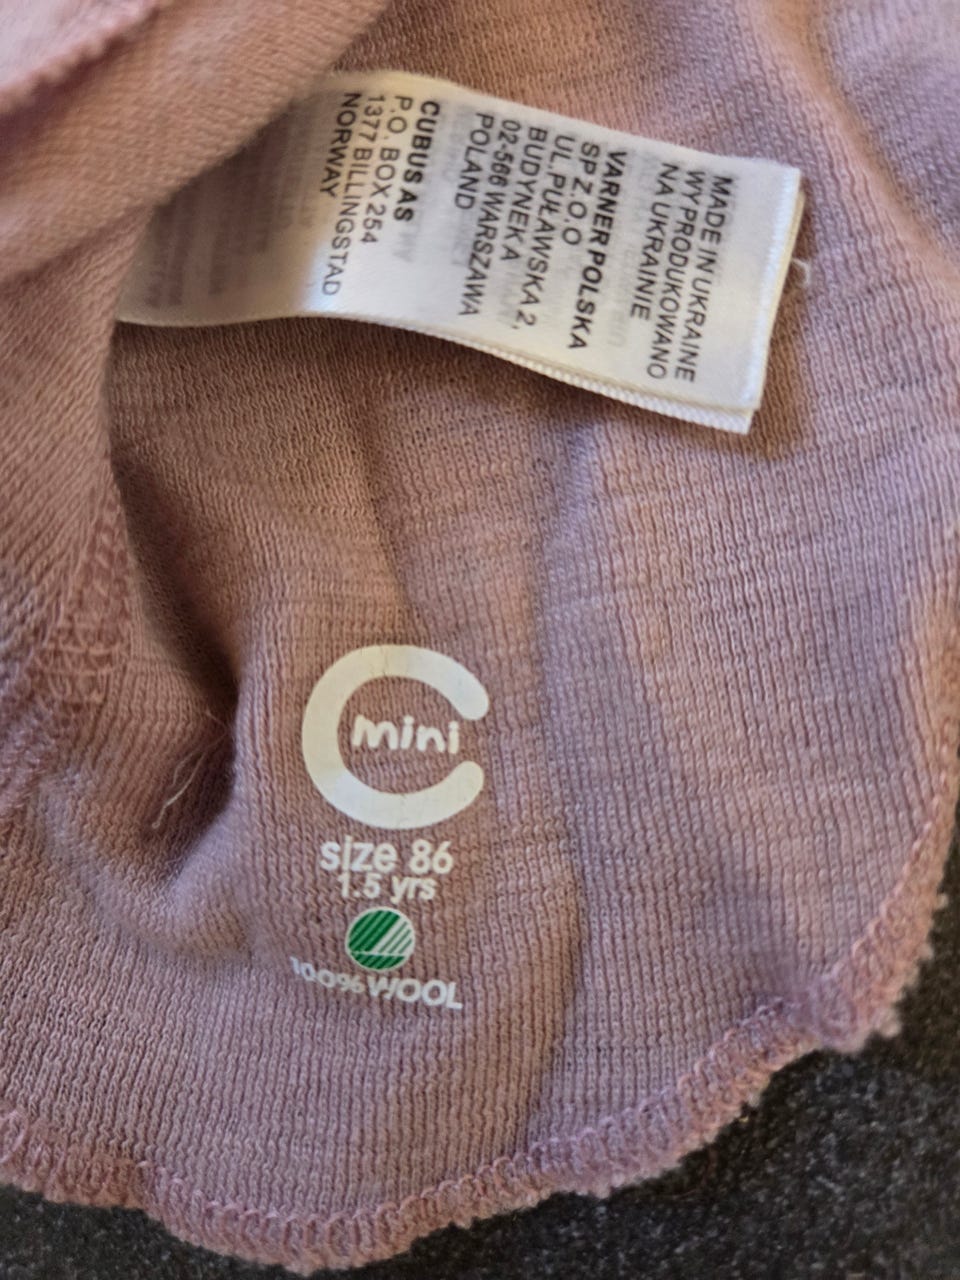 MADE IN UKRAINE
WYPRODUKOWANO
NA UKRAINIE
VARNER POLSKA
SP Z.O.O
UL.PUŁAWSKA 2,
BUDYNEK A
02-566 WARSZAWA
POLAND
CUBUS AS
P.O. BOX 254
1377 BILLINGSTAD
NORWAY
mini
size 86
1.5 yrs
100% WOOL